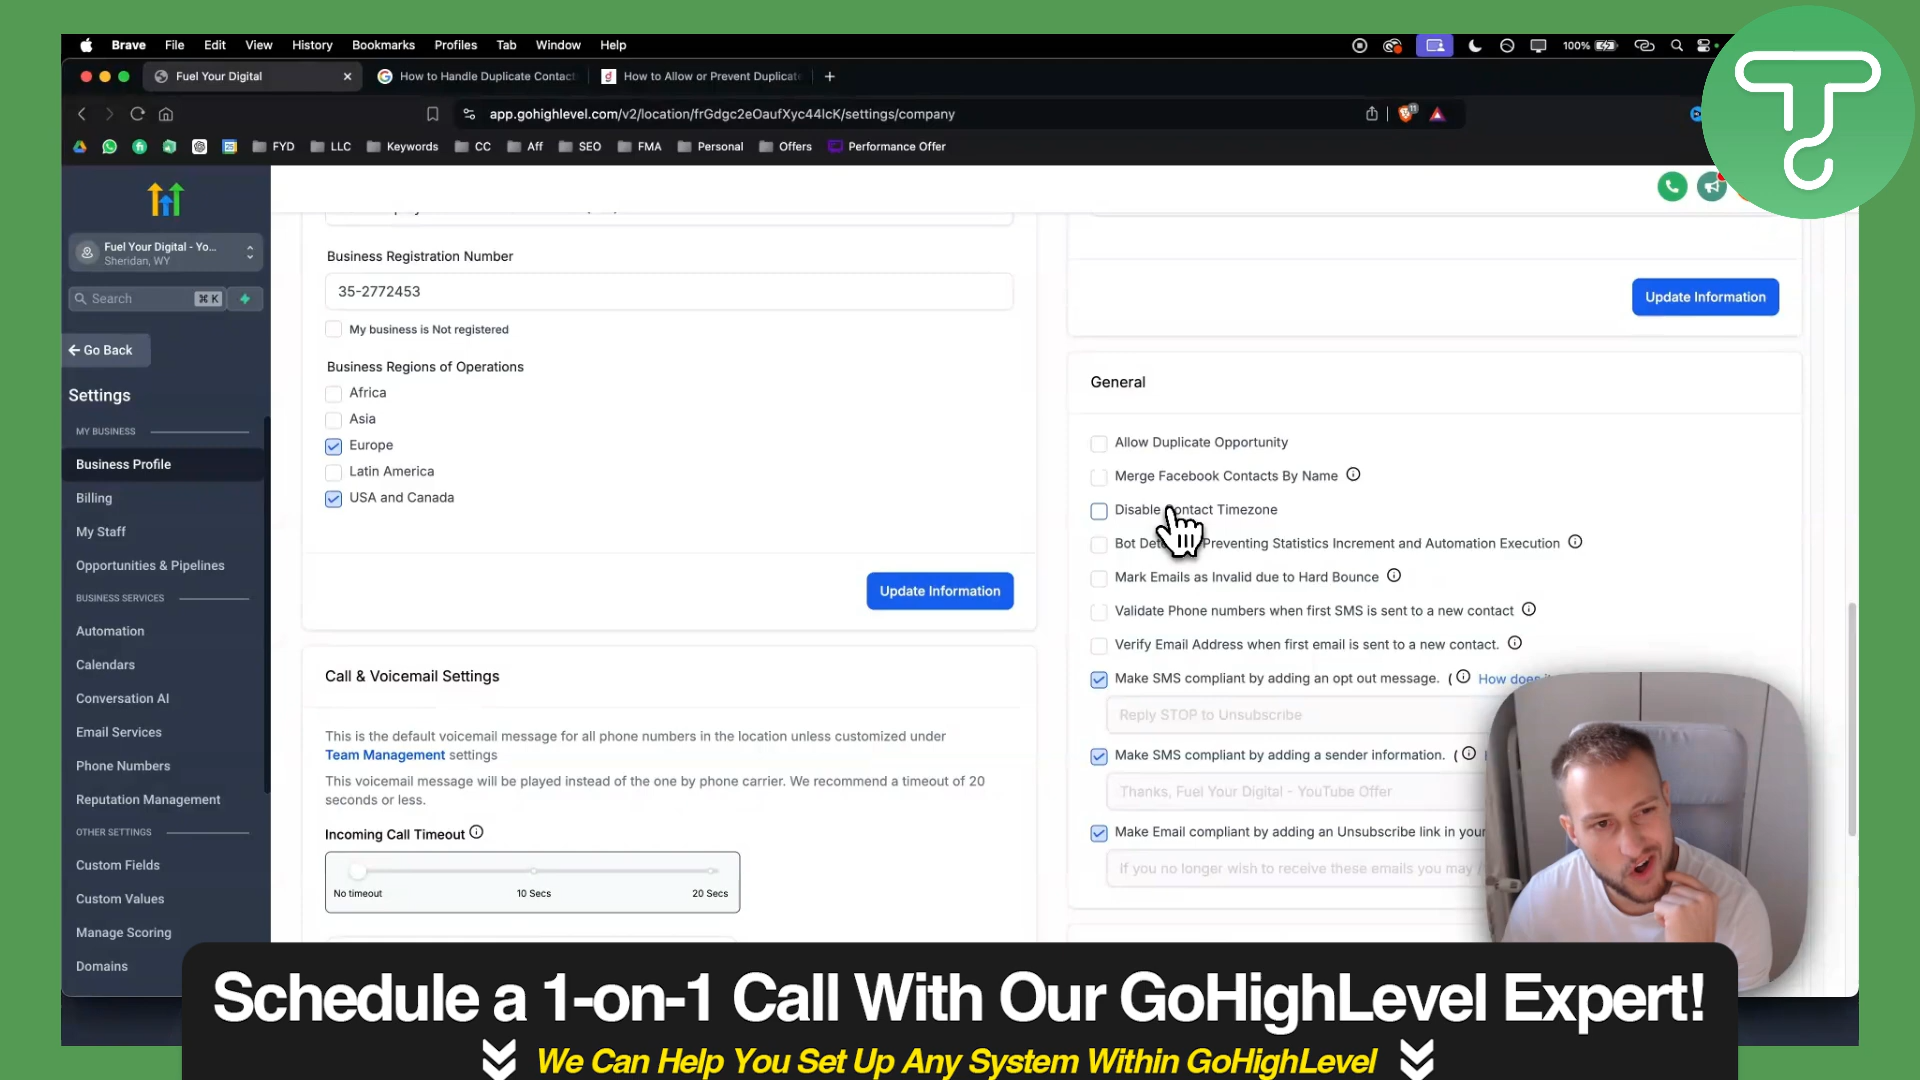 Brave File Edit View History Bookmarks Profiles Tab Window Help
100%
Fuel Your Digital
How to Handle Duplicate Contact
How to Allow or Prevent Duplicate
app.gohighlevel.com/v2/location/frGdgc2eOaufXyc44lcK/settings/company
11
FYD LLC Keywords CC Aff SEO FMA Personal Offers Performance Offer
Fuel Your Digital - Yo...
Sheridan, WY
Search ⌘ K
Go Back
Settings
MY BUSINESS
Business Profile
Billing
My Staff
Opportunities & Pipelines
BUSINESS SERVICES
Automation
Calendars
Conversation AI
Email Services
Phone Numbers
Reputation Management
OTHER SETTINGS
Custom Fields
Custom Values
Manage Scoring
Domains
Business Registration Number
35-2772453
My business is Not registered
Business Regions of Operations
Africa
Asia
Europe
Latin America
USA and Canada
Update Information
Call & Voicemail Settings
This is the default voicemail message for all phone numbers in the location unless customized under
Team Management settings
This voicemail message will be played instead of the one by phone carrier. We recommend a timeout of 20
seconds or less.
Incoming Call Timeout
No timeout 10 Secs 20 Secs
Update Information
General
Allow Duplicate Opportunity
Merge Facebook Contacts By Name
Disable Contact Timezone
Bot Preventing Statistics Increment and Automation Execution
Mark Emails as Invalid due to Hard Bounce
Validate Phone numbers when first SMS is sent to a new contact
Verify Email Address when first email is sent to a new contact.
Make SMS compliant by adding an opt out message. ( How does
Reply STOP to Unsubscribe
Make SMS compliant by adding a sender information. (
Thanks, Fuel Your Digital - YouTube Offer
Make Email compliant by adding an Unsubscribe link in your
If you no longer wish to receive these emails you may /
Schedule a 1-on-1 Call With Our GoHighLevel Expert!
We Can Help You Set Up Any System Within GoHighLevel